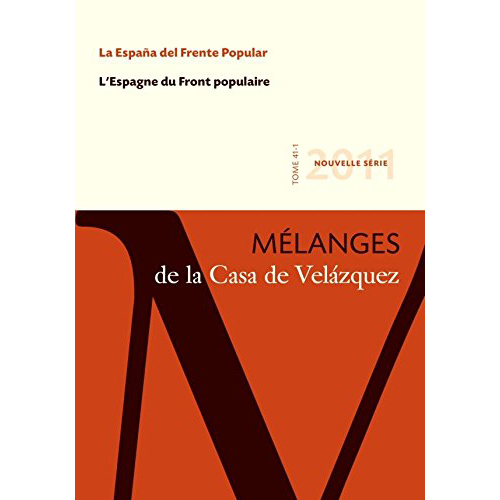 La España del Frente Popular
L'Espagne du Front populaire
TOME 41-1
2011
NOUVELLE SÉRIE
MÉLANGES
de la Casa de Velázquez